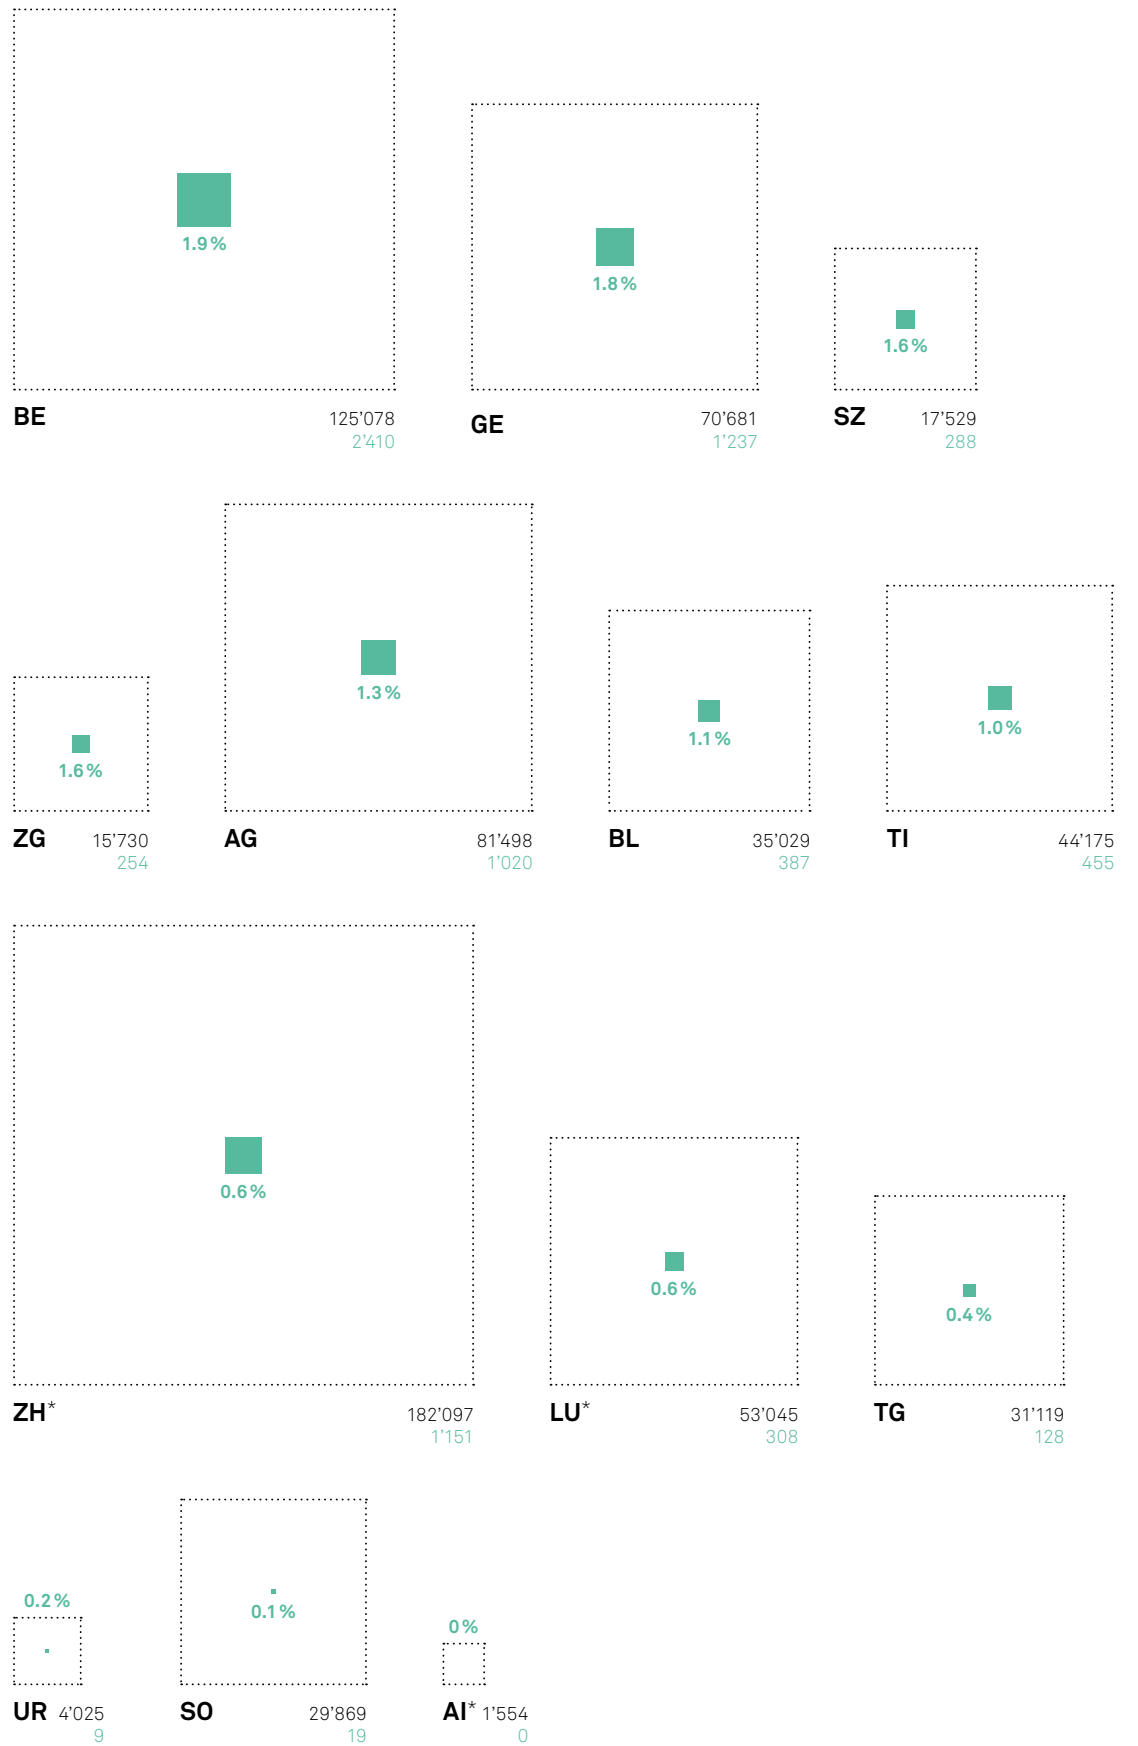 1.9%
1.8%
1.6%
BE 125’078
2’410
GE 70’681
1’237
SZ 17’529
288
1.6%
1.3%
1.1%
1.0%
ZG 15’730
254
AG 81’498
1’020
BL 35’029
387
TI 44’175
455
0.6%
0.6%
0.4%
ZH* 182’097
1’151
LU* 53’045
308
TG 31’119
128
0.2%
0.1%
0%
UR 4’025
9
SO 29’869
19
AI* 1’554
0